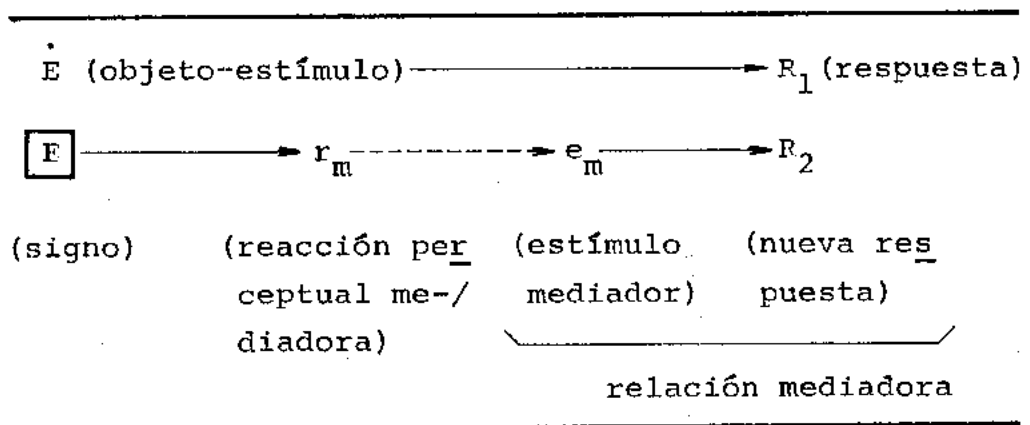 Ė (objeto-estímulo) R1 (respuesta)
E rm em R2
(signo) (reacción per (estímulo (nueva res
ceptual me-/ mediador) puesta)
diadora)
relación mediadora